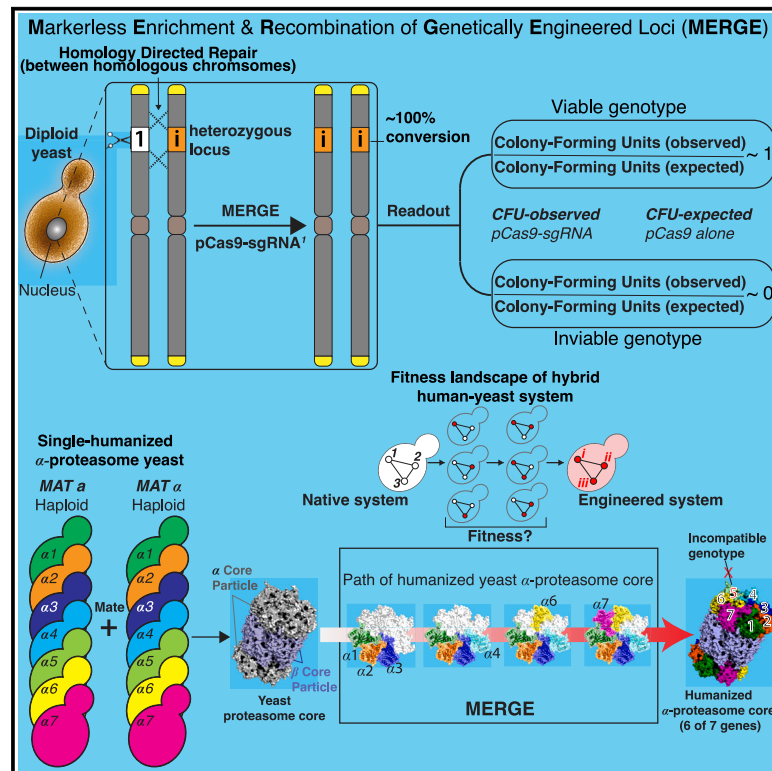 Markerless Enrichment & Recombination of Genetically Engineered Loci (MERGE)
Homology Directed Repair
(between homologous chromsomes)
Diploid
yeast
Nucleus
1
i
heterozygous
locus
MERGE
pCas9-sgRNA¹
~100%
conversion
i
i
Readout
Viable genotype
Colony-Forming Units (observed)
Colony-Forming Units (expected)
~ 1
CFU-observed
pCas9-sgRNA
CFU-expected
pCas9 alone
Colony-Forming Units (observed)
Colony-Forming Units (expected)
~ 0
Inviable genotype
Fitness landscape of hybrid
human-yeast system
1
2
3
Native system
i
ii
iii
Engineered system
Fitness?
Single-humanized
α-proteasome yeast
MAT a
Haploid
MAT α
Haploid
α1
α2
α3
α4
α5
α6
α7
Mate
+
α1
α2
α3
α4
α5
α6
α7
α Core
Particle
β Core
Particle
Yeast
proteasome core
Path of humanized yeast α-proteasome core
α1
α2
α3
α4
α6
α7
MERGE
Incompatible
genotype
X
6
5
4
7
3
1
2
Humanized
α-proteasome core
(6 of 7 genes)